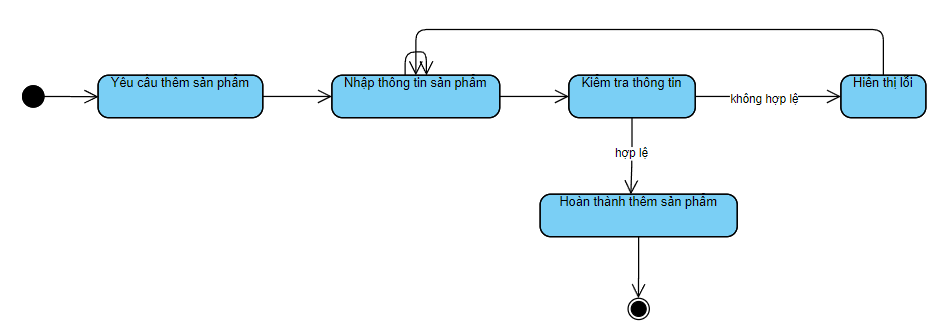 Yêu cầu thêm sản phẩm
Nhập thông tin sản phẩm
Kiểm tra thông tin
không hợp lệ
Hiển thị lỗi
hợp lệ
Hoàn thành thêm sản phẩm